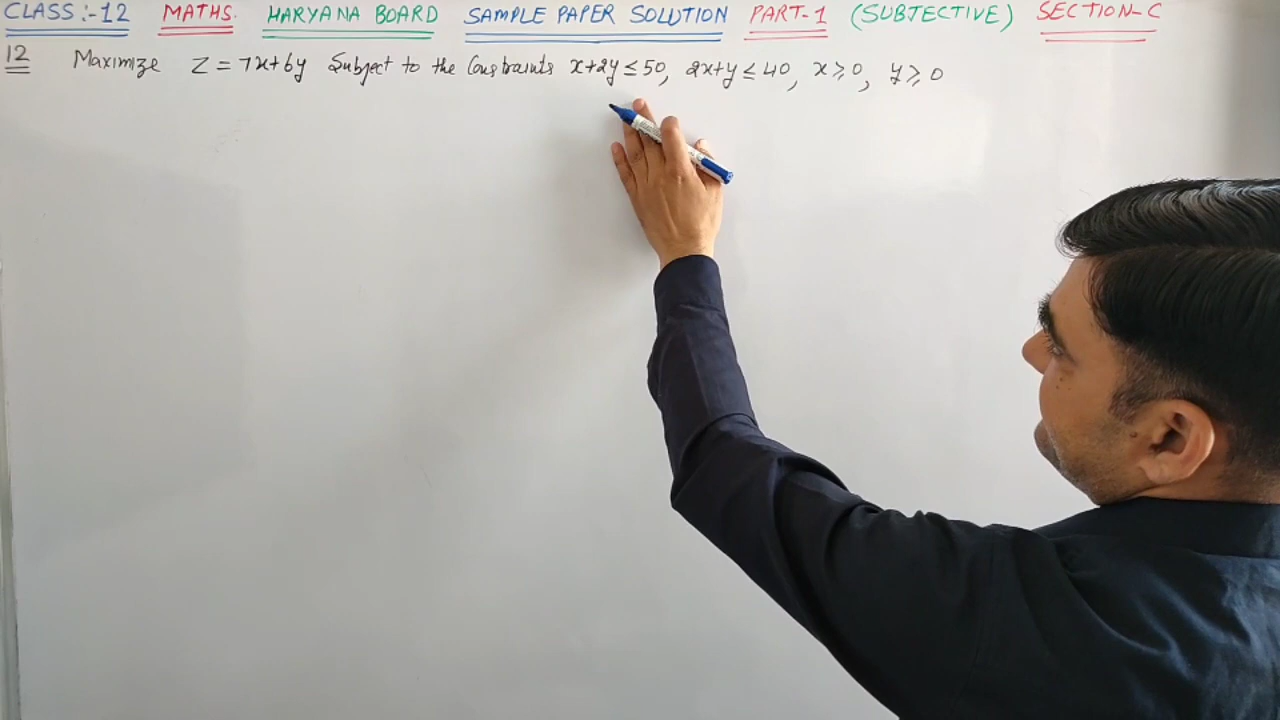 CLASS:-12 MATHS. HARYANA BOARD SAMPLE PAPER SOLUTION PART-1 (SUBJECTIVE) SECTION-C
12 Maximize Z = 7x+6y Subject to the Constraints x+2y ≤ 50, 2x+y ≤ 40, x ≥ 0, y ≥ 0